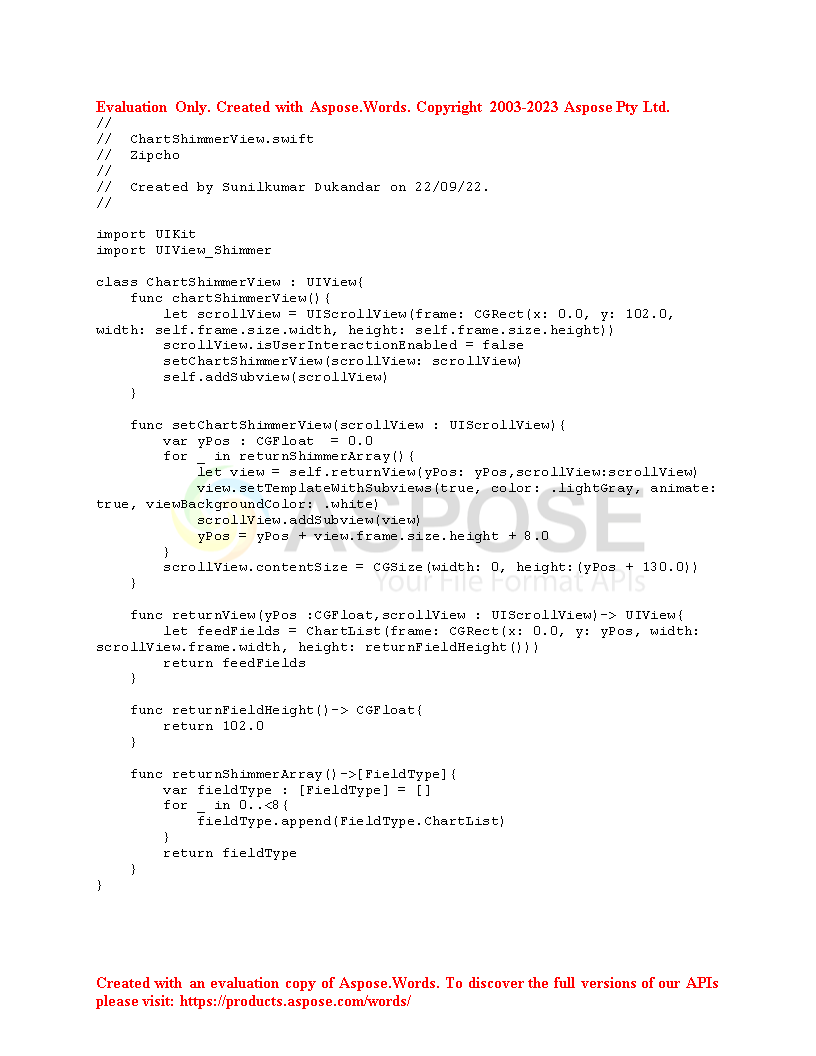 Evaluation Only. Created with Aspose.Words. Copyright 2003-2023 Aspose Pty Ltd.
//
//  ChartShimmerView.swift
//  Zipcho
//
//  Created by Sunilkumar Dukandar on 22/09/22.
//

import UIKit
import UIView_Shimmer

class ChartShimmerView : UIView{
    func chartShimmerView(){
        let scrollView = UIScrollView(frame: CGRect(x: 0.0, y: 102.0,
width: self.frame.size.width, height: self.frame.size.height))
        scrollView.isUserInteractionEnabled = false
        setChartShimmerView(scrollView: scrollView)
        self.addSubview(scrollView)
    }

    func setChartShimmerView(scrollView : UIScrollView){
        var yPos : CGFloat  = 0.0
        for _ in returnShimmerArray(){
            let view = self.returnView(yPos: yPos,scrollView:scrollView)
            view.setTemplateWithSubviews(true, color: .lightGray, animate:
true, viewBackgroundColor: .white)
            scrollView.addSubview(view)
            yPos = yPos + view.frame.size.height + 8.0
        }
        scrollView.contentSize = CGSize(width: 0, height:(yPos + 130.0))
    }

    func returnView(yPos :CGFloat,scrollView : UIScrollView)-> UIView{
        let feedFields = ChartList(frame: CGRect(x: 0.0, y: yPos, width:
scrollView.frame.width, height: returnFieldHeight()))
        return feedFields
    }

    func returnFieldHeight()-> CGFloat{
        return 102.0
    }

    func returnShimmerArray()->[FieldType]{
        var fieldType : [FieldType] = []
        for _ in 0..<8{
            fieldType.append(FieldType.ChartList)
        }
        return fieldType
    }
}
ASPOSE
Your File Format APIs
Created with an evaluation copy of Aspose.Words. To discover the full versions of our APIs
please visit: https://products.aspose.com/words/